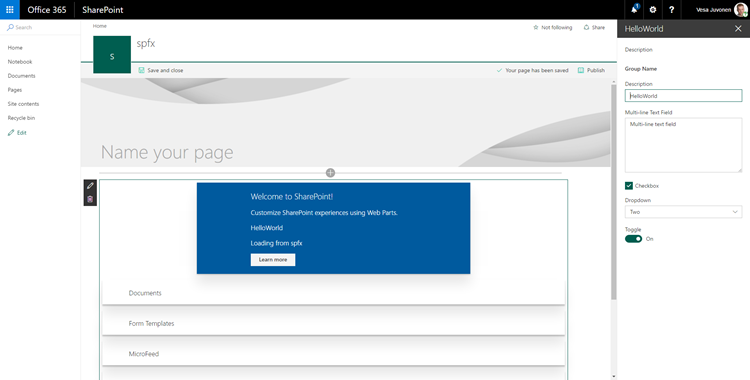 Office 365
SharePoint
1
?
Vesa Juvonen
Search
Home
Notebook
Documents
Pages
Site contents
Recycle bin
Edit
Home
S
spfx
Not following
Share
Save and close
Your page has been saved
Publish
Name your page
Welcome to SharePoint!
Customize SharePoint experiences using Web Parts.
HelloWorld
Loading from spfx
Learn more
Documents
Form Templates
MicroFeed
HelloWorld
Description
Group Name
Description
HelloWorld
Multi-line Text Field
Multi-line text field
Checkbox
Dropdown
Two
Toggle
On